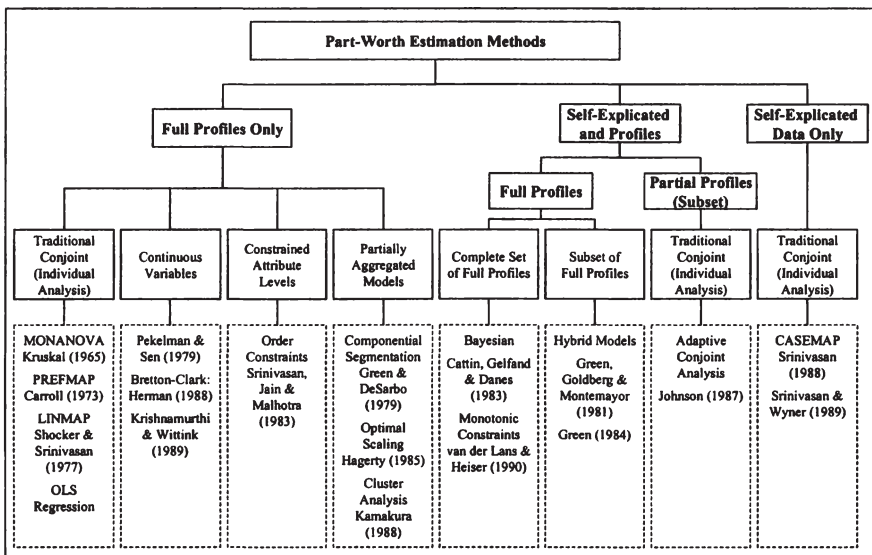 Part-Worth Estimation Methods
Full Profiles Only
Self-Explicated
and Profiles
Self-Explicated
Data Only
Full Profiles
Partial Profiles
(Subset)
Traditional
Conjoint
(Individual
Analysis)
Continuous
Variables
Constrained
Attribute
Levels
Partially
Aggregated
Models
Complete Set
of Full Profiles
Subset of
Full Profiles
Traditional
Conjoint
(Individual
Analysis)
Traditional
Conjoint
(Individual
Analysis)
MONANOVA
Kruskal (1965)
PREFMAP
Carroll (1973)
LINMAP
Shocker &
Srinivasan
(1977)
OLS
Regression
Pekelman &
Sen (1979)
Bretton-Clark:
Herman (1988)
Krishnamurthi
& Wittink
(1989)
Order
Constraints
Srinivasan,
Jain &
Malhotra
(1983)
Componential
Segmentation
Green &
DeSarbo
(1979)
Optimal
Scaling
Hagerty (1985)
Cluster
Analysis
Kamakura
(1988)
Bayesian
Cattin, Gelfand
& Danes
(1983)
Monotonic
Constraints
van der Lans &
Heiser (1990)
Hybrid Models
Green,
Goldberg &
Montemayor
(1981)
Green (1984)
Adaptive
Conjoint
Analysis
Johnson (1987)
CASEMAP
Srinivasan
(1988)
Srinivasan &
Wyner (1989)